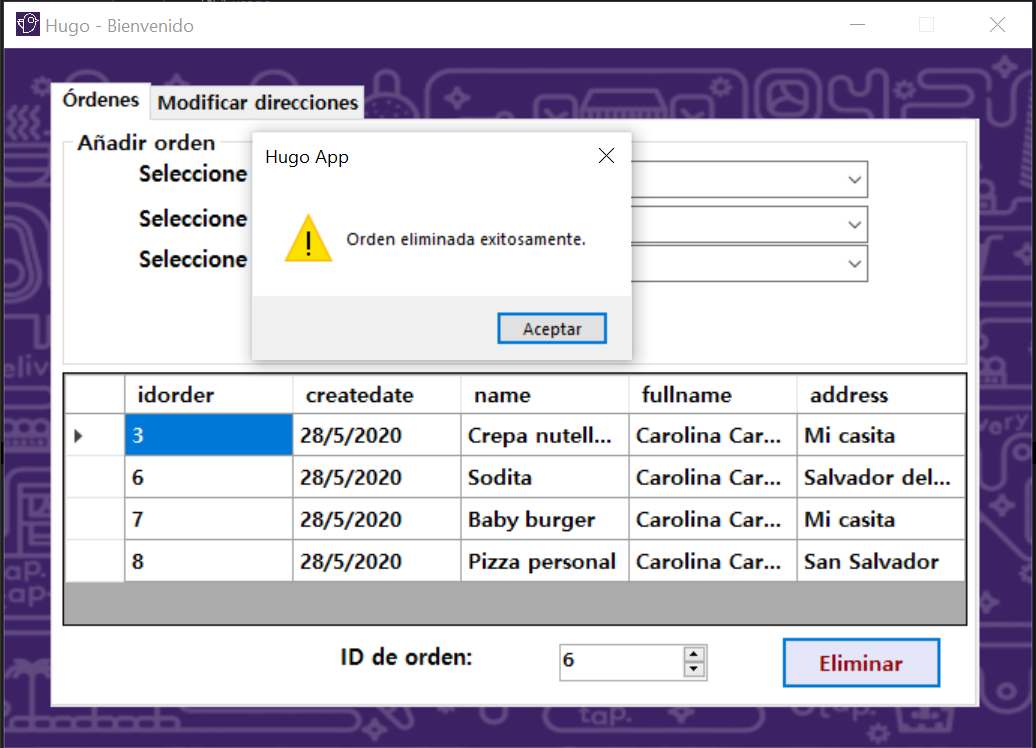 Hugo - Bienvenido
Órdenes Modificar direcciones
Añadir orden
Seleccione
Seleccione
Seleccione
Hugo App
Orden eliminada exitosamente.
Aceptar
idorder createdate name fullname address
3 28/5/2020 Crepa nutell... Carolina Car... Mi casita
6 28/5/2020 Sodita Carolina Car... Salvador del...
7 28/5/2020 Baby burger Carolina Car... Mi casita
8 28/5/2020 Pizza personal Carolina Car... San Salvador
ID de orden: 6 Eliminar
tap.